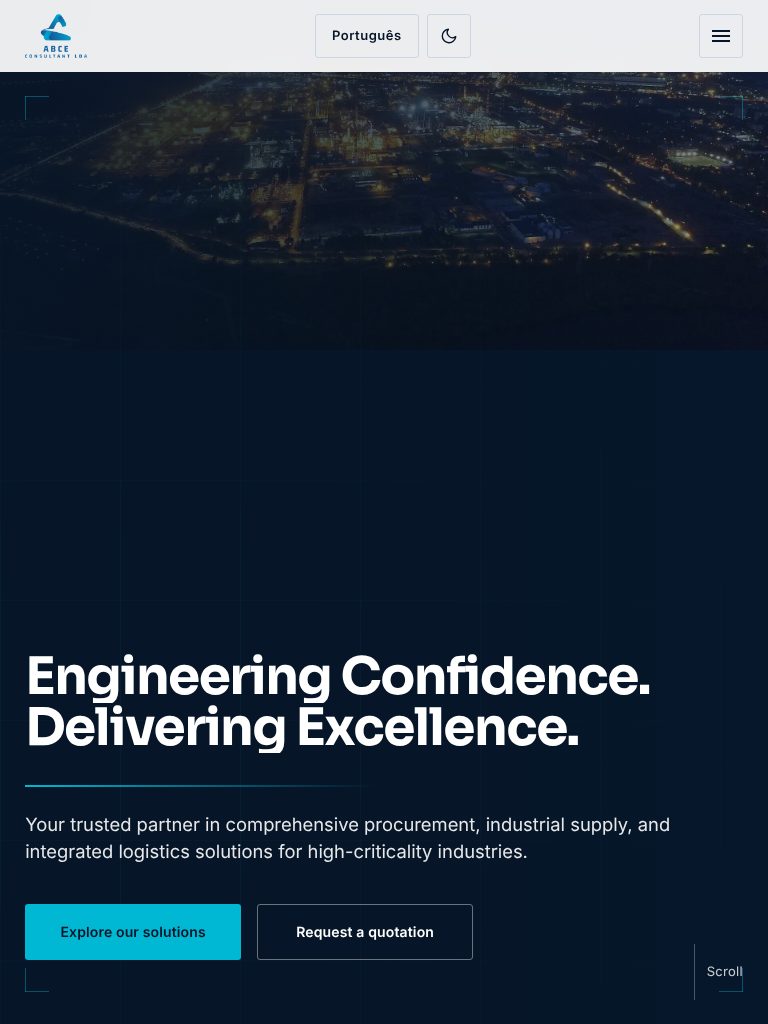 ABCE
CONSULTANT LDA
Português
Engineering Confidence.
Delivering Excellence.
Your trusted partner in comprehensive procurement, industrial supply, and
integrated logistics solutions for high-criticality industries.
Explore our solutions
Request a quotation
Scroll